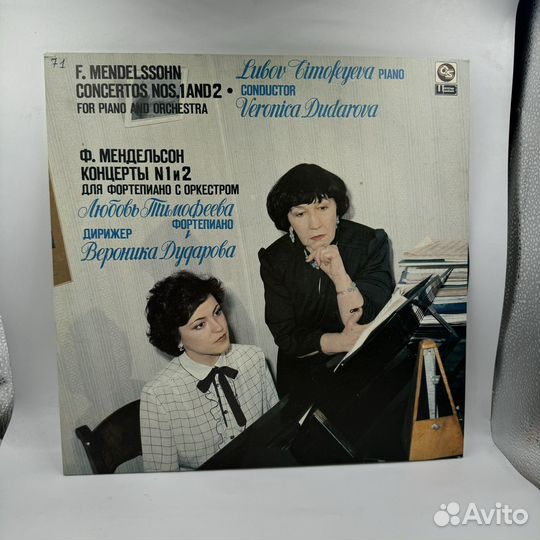 71
F. MENDELSSOHN
CONCERTOS NOS. 1 AND 2 •
FOR PIANO AND ORCHESTRA
Lubov Timofeyeva PIANO
CONDUCTOR
Veronica Dudarova
Ф. МЕНДЕЛЬСОН
КОНЦЕРТЫ N 1 и 2
ДЛЯ ФОРТЕПИАНО С ОРКЕСТРОМ
Любовь Тимофеева
ФОРТЕПИАНО
ДИРИЖЕР
Вероника Дударова
Avito